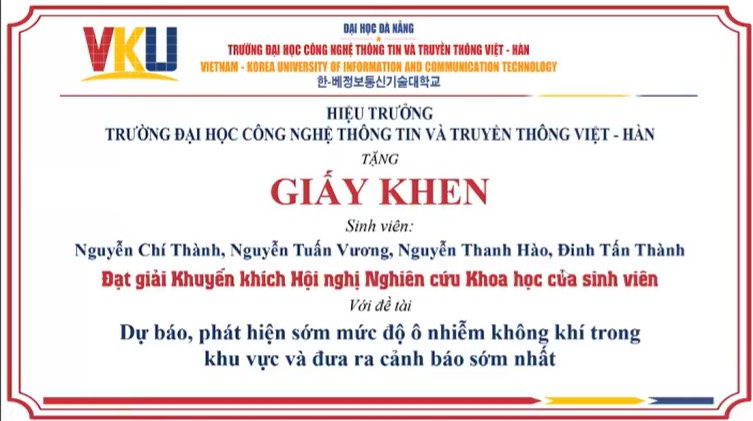 VKU
ĐẠI HỌC ĐÀ NẴNG
TRƯỜNG ĐẠI HỌC CÔNG NGHỆ THÔNG TIN VÀ TRUYỀN THÔNG VIỆT - HÀN
VIETNAM - KOREA UNIVERSITY OF INFORMATION AND COMMUNICATION TECHNOLOGY
한-베정보통신기술대학교
HIỆU TRƯỞNG
TRƯỜNG ĐẠI HỌC CÔNG NGHỆ THÔNG TIN VÀ TRUYỀN THÔNG VIỆT - HÀN
TẶNG
GIẤY KHEN
Sinh viên:
Nguyễn Chí Thành, Nguyễn Tuấn Vương, Nguyễn Thanh Hào, Đinh Tấn Thành
Đạt giải Khuyến khích Hội nghị Nghiên cứu Khoa học của sinh viên
Với đề tài
Dự báo, phát hiện sớm mức độ ô nhiễm không khí trong
khu vực và đưa ra cảnh báo sớm nhất